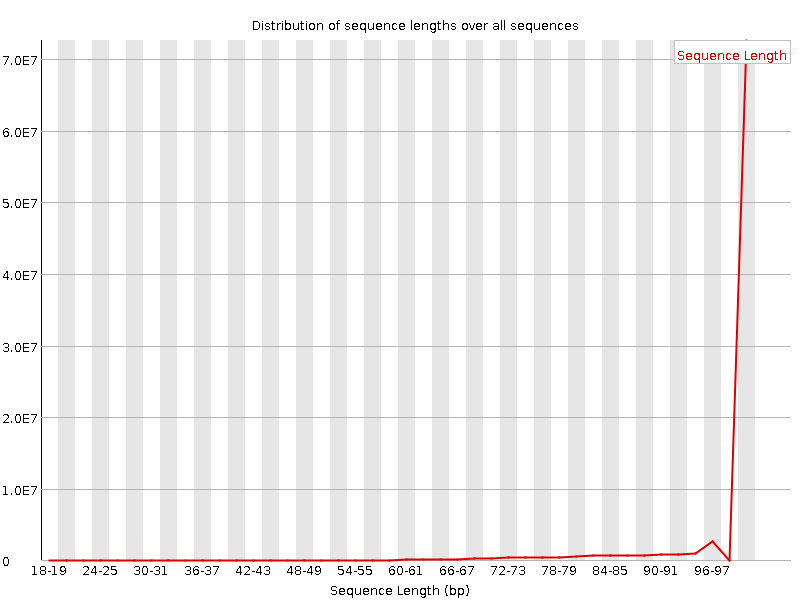 Distribution of sequence lengths over all sequences
Sequence Length
7.0E7
6.0E7
5.0E7
4.0E7
3.0E7
2.0E7
1.0E7
0
18-19 24-25 30-31 36-37 42-43 48-49 54-55 60-61 66-67 72-73 78-79 84-85 90-91 96-97
Sequence Length (bp)